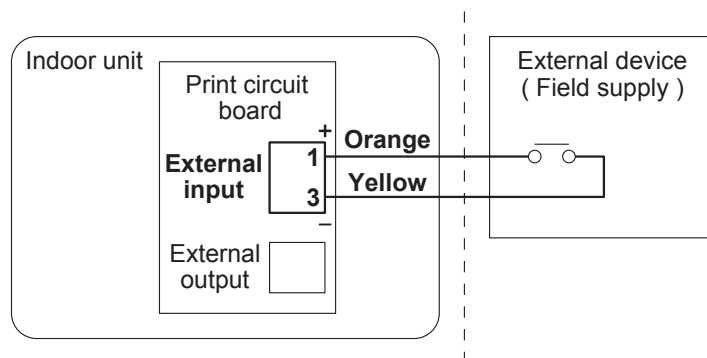 Indoor unit
Print circuit
board
External
input
+
1
3
–
Orange
Yellow
External
output
External device
( Field supply )